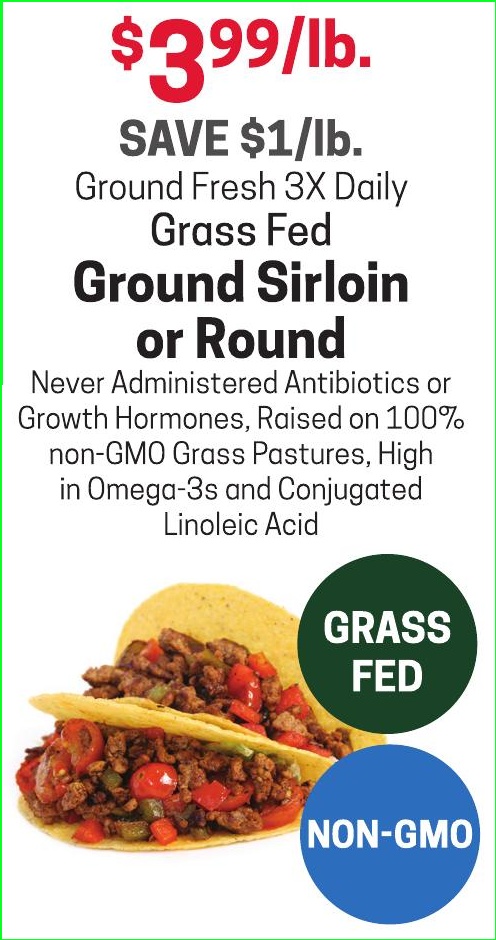 $3.99/lb.
SAVE $1/lb.
Ground Fresh 3X Daily
Grass Fed
Ground Sirloin
or Round
Never Administered Antibiotics or
Growth Hormones, Raised on 100%
non-GMO Grass Pastures, High
in Omega-3s and Conjugated
Linoleic Acid
GRASS
FED
NON-GMO